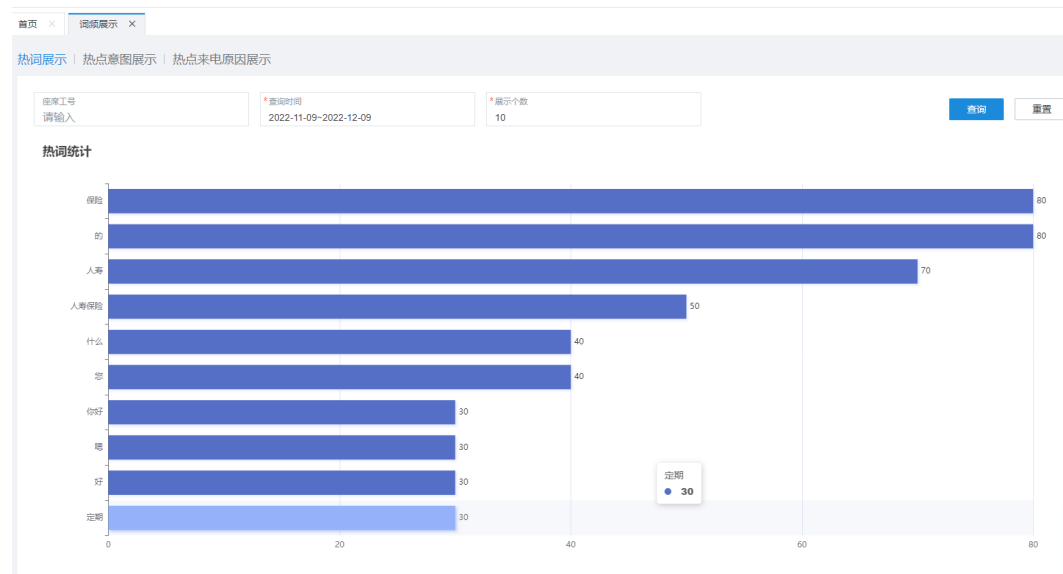 首页 × 词频展示 ×
热词展示 | 热点意图展示 | 热点来电原因展示
座席工号 *查询时间 *展示个数
请输入 2022-11-09~2022-12-09 10 查询 重置
热词统计
保险 80
的 80
人寿 70
人寿保险 50
什么 40
您 40
你好 30
嗯 30
好 30
定期
30
定期 30
0 20 40 60 80